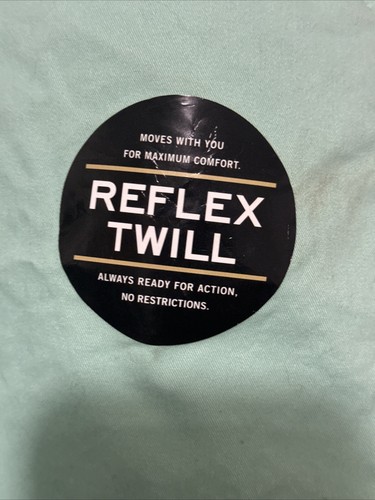 MOVES WITH YOU
FOR MAXIMUM COMFORT.
REFLEX
TWILL
ALWAYS READY FOR ACTION,
NO RESTRICTIONS.